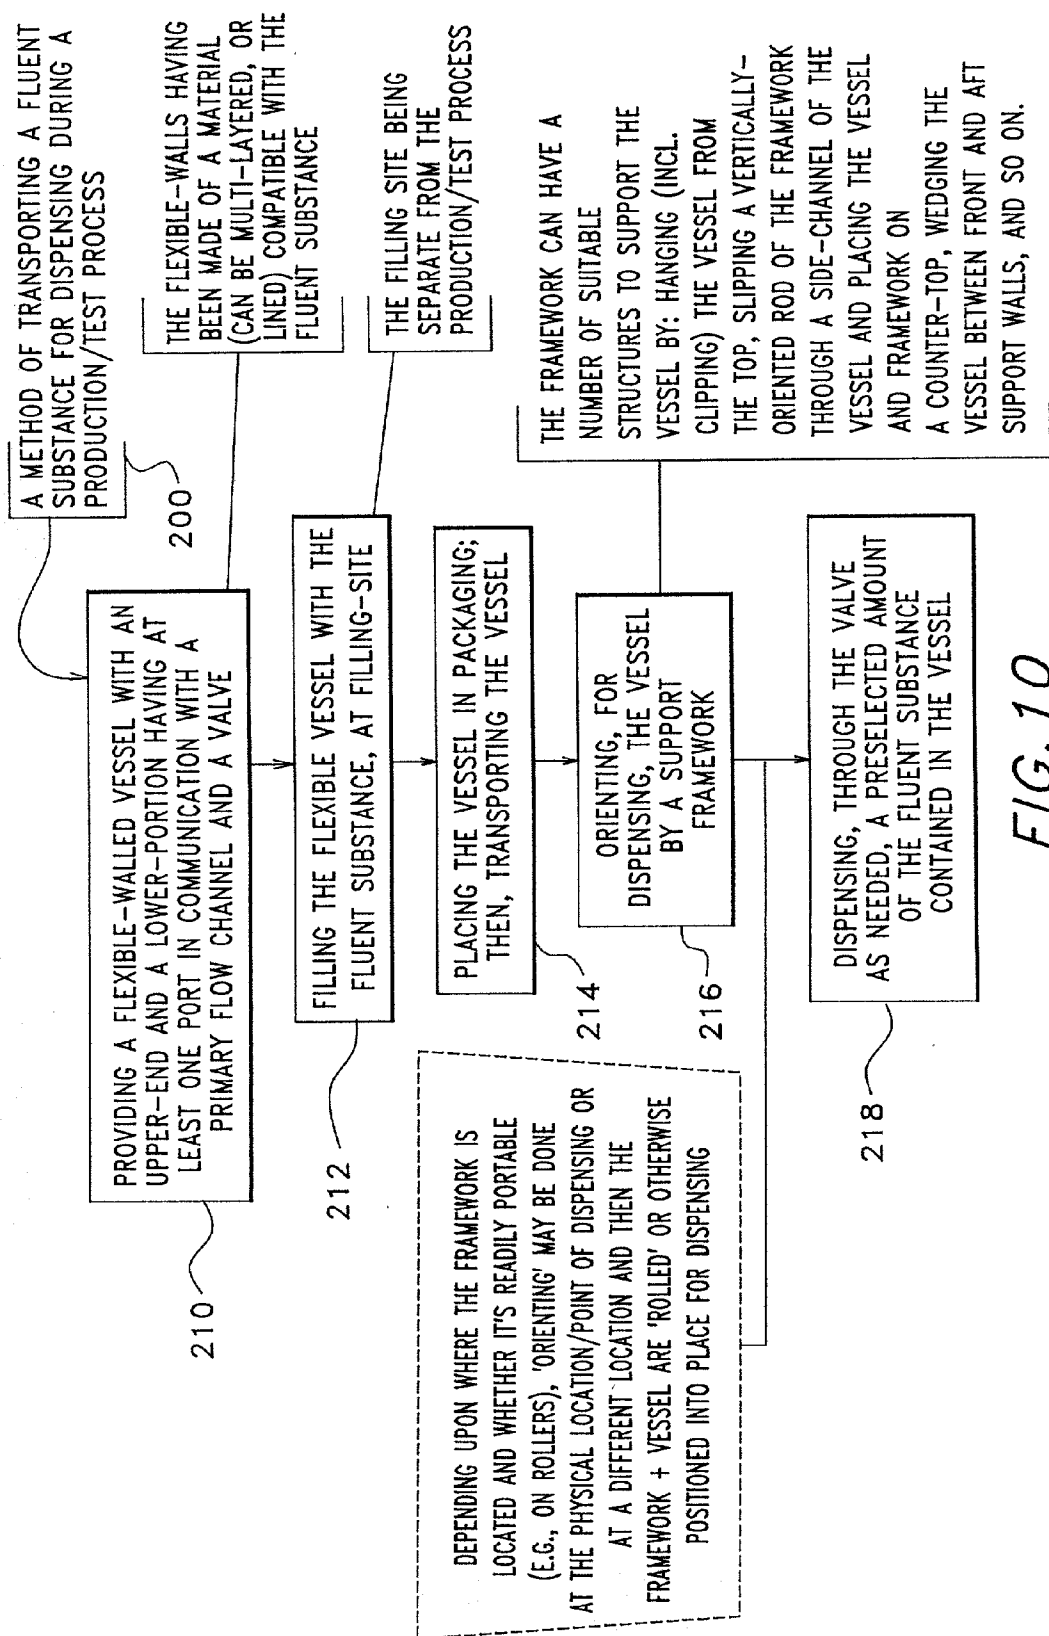 A METHOD OF TRANSPORTING A FLUENT
SUBSTANCE FOR DISPENSING DURING A
PRODUCTION/TEST PROCESS
200
PROVIDING A FLEXIBLE-WALLED VESSEL WITH AN
UPPER-END AND A LOWER-PORTION HAVING AT
LEAST ONE PORT IN COMMUNICATION WITH A
PRIMARY FLOW CHANNEL AND A VALVE
210
THE FLEXIBLE-WALLS HAVING
BEEN MADE OF A MATERIAL
(CAN BE MULTI-LAYERED, OR
LINED) COMPATIBLE WITH THE
FLUENT SUBSTANCE
FILLING THE FLEXIBLE VESSEL WITH THE
FLUENT SUBSTANCE, AT FILLING-SITE
212
THE FILLING SITE BEING
SEPARATE FROM THE
PRODUCTION/TEST PROCESS
PLACING THE VESSEL IN PACKAGING;
THEN, TRANSPORTING THE VESSEL
214
ORIENTING, FOR
DISPENSING, THE VESSEL
BY A SUPPORT
FRAMEWORK
216
THE FRAMEWORK CAN HAVE A
NUMBER OF SUITABLE
STRUCTURES TO SUPPORT THE
VESSEL BY: HANGING (INCL.
CLIPPING) THE VESSEL FROM
THE TOP, SLIPPING A VERTICALLY-
ORIENTED ROD OF THE FRAMEWORK
THROUGH A SIDE-CHANNEL OF THE
VESSEL AND PLACING THE VESSEL
AND FRAMEWORK ON
A COUNTER-TOP, WEDGING THE
VESSEL BETWEEN FRONT AND AFT
SUPPORT WALLS, AND SO ON.
DEPENDING UPON WHERE THE FRAMEWORK IS
LOCATED AND WHETHER IT'S READILY PORTABLE
(E.G., ON ROLLERS), 'ORIENTING' MAY BE DONE
AT THE PHYSICAL LOCATION/POINT OF DISPENSING OR
AT A DIFFERENT LOCATION AND THEN THE
FRAMEWORK + VESSEL ARE 'ROLLED' OR OTHERWISE
POSITIONED INTO PLACE FOR DISPENSING
DISPENSING, THROUGH THE VALVE
AS NEEDED, A PRESELECTED AMOUNT
OF THE FLUENT SUBSTANCE
CONTAINED IN THE VESSEL
218
FIG. 10